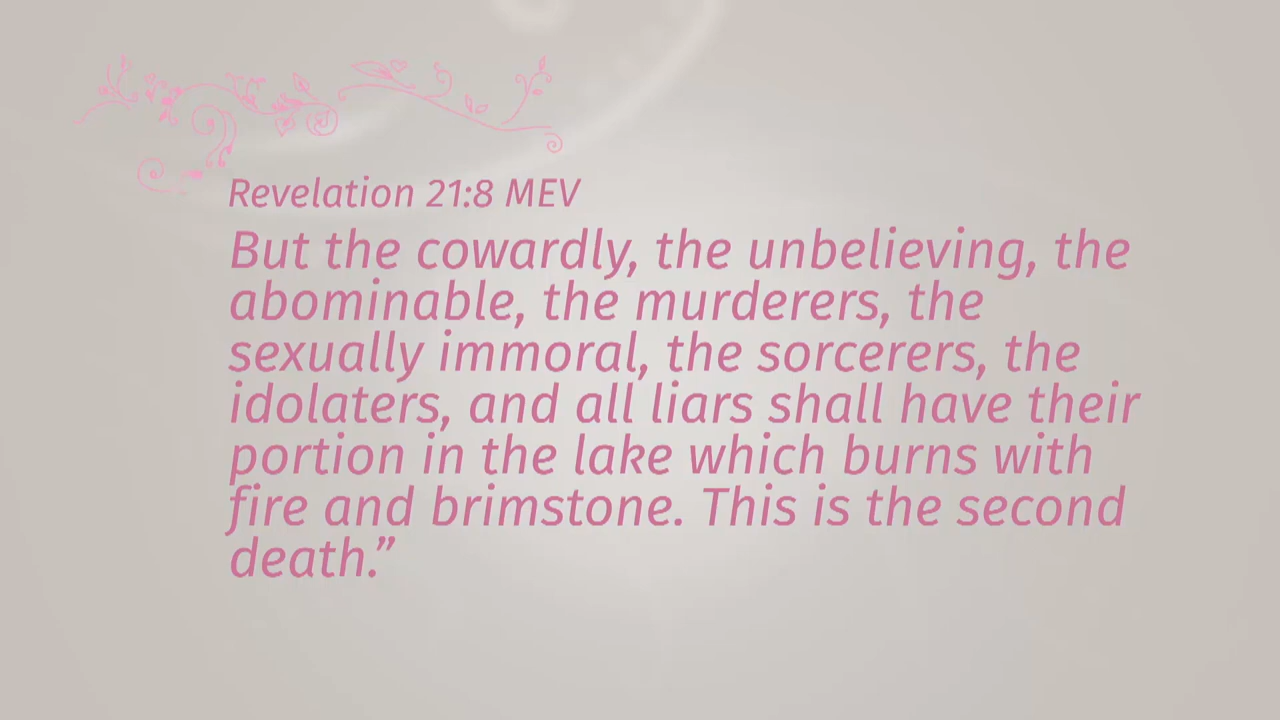 Revelation 21:8 MEV
But the cowardly, the unbelieving, the
abominable, the murderers, the
sexually immoral, the sorcerers, the
idolaters, and all liars shall have their
portion in the lake which burns with
fire and brimstone. This is the second
death.”